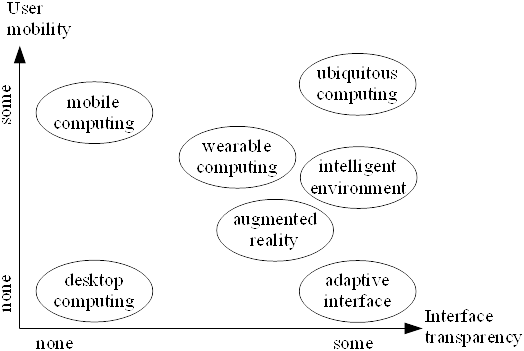 User
mobility
some
none
mobile
computing
ubiquitous
computing
wearable
computing
intelligent
environment
augmented
reality
desktop
computing
adaptive
interface
Interface
transparency
none
some